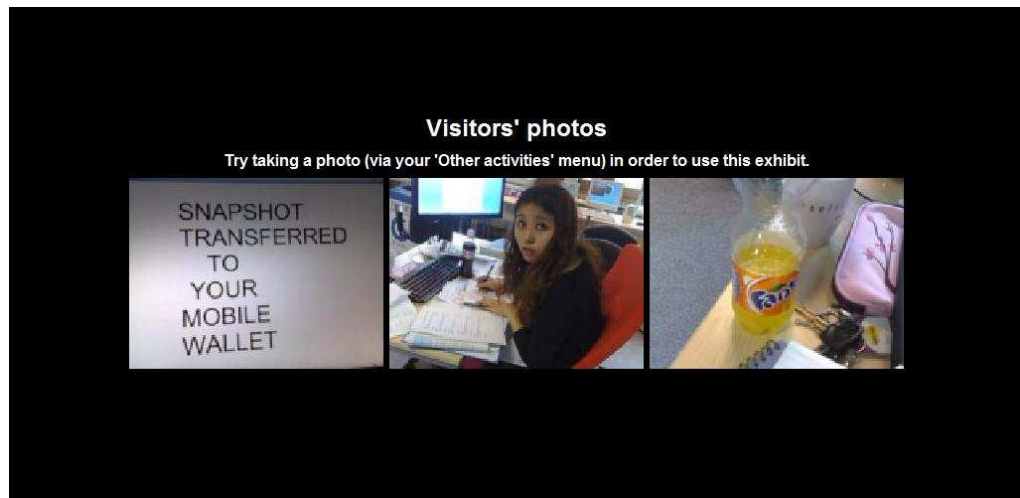 Visitors' photos
Try taking a photo (via your 'Other activities' menu) in order to use this exhibit.
SNAPSHOT
TRANSFERRED
TO
YOUR
MOBILE
WALLET
Fanta